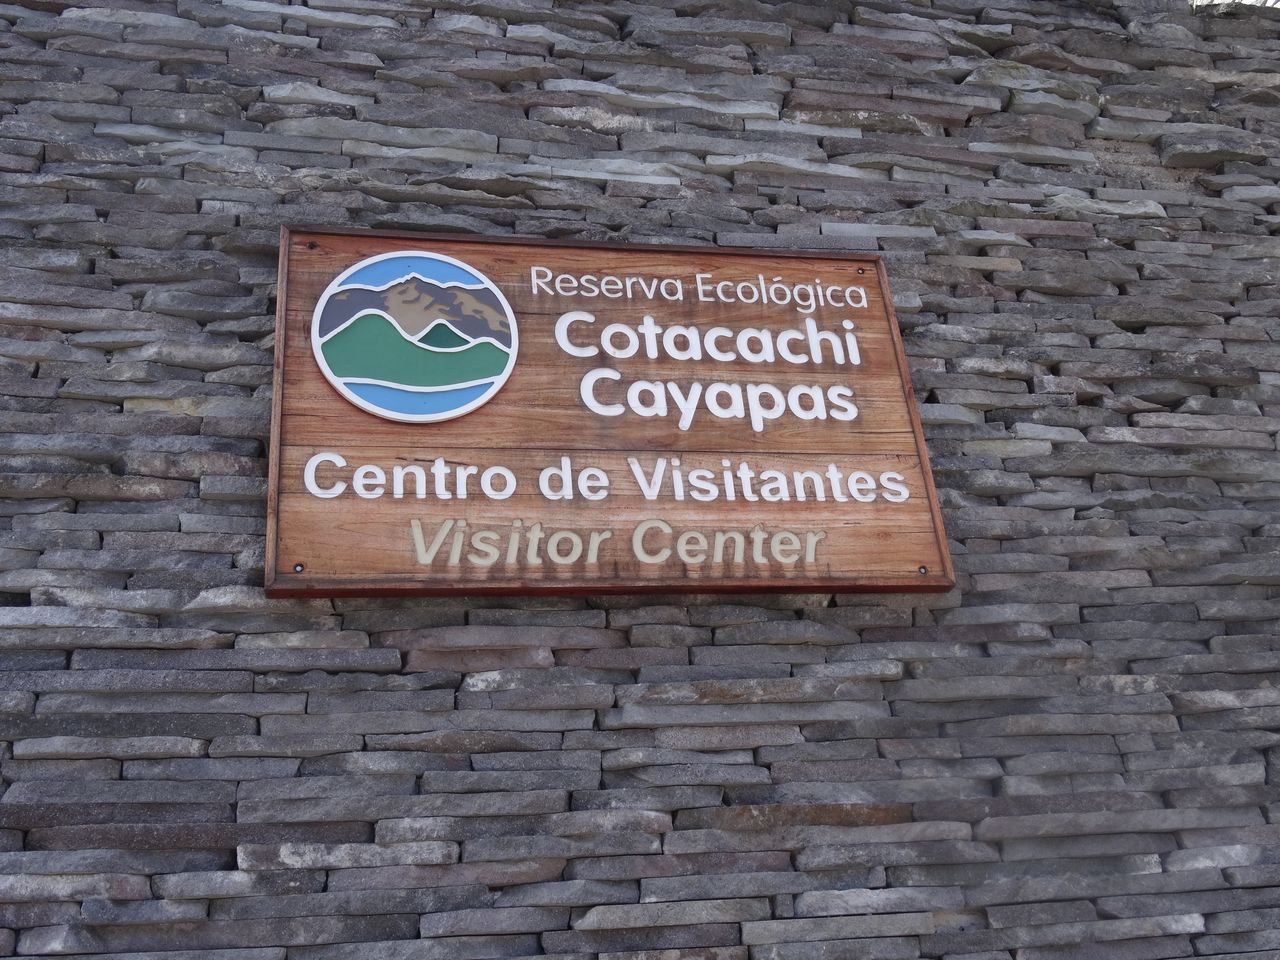 Reserva Ecológica
Cotacachi
Cayapas
Centro de Visitantes
Visitor Center